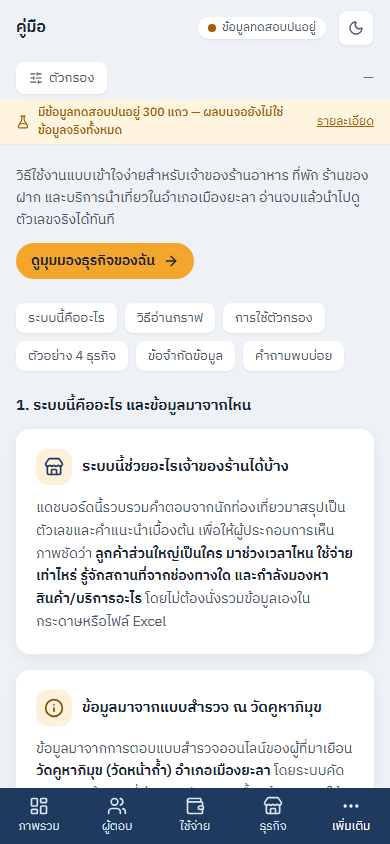 คู่มือ
ข้อมูลทดสอบปนอยู่
ตัวกรอง
—
มีข้อมูลทดสอบปนอยู่ 300 แถว — ผลบนจอยังไม่ใช่
ข้อมูลจริงทั้งหมด
รายละเอียด
วิธีใช้งานแบบเข้าใจง่ายสำหรับเจ้าของร้านอาหาร ที่พัก ร้านของ
ฝาก และบริการนำเที่ยวในอำเภอเมืองยะลา อ่านจบแล้วนำไปดู
ตัวเลขจริงได้ทันที
ดูมุมมองธุรกิจของฉัน
ระบบนี้คืออะไร
วิธีอ่านกราฟ
การใช้ตัวกรอง
ตัวอย่าง 4 ธุรกิจ
ข้อจำกัดข้อมูล
คำถามพบบ่อย
1. ระบบนี้คืออะไร และข้อมูลมาจากไหน
ระบบนี้ช่วยอะไรเจ้าของร้านได้บ้าง
แดชบอร์ดนี้รวบรวมคำตอบจากนักท่องเที่ยวมาสรุปเป็น
ตัวเลขและคำแนะนำเบื้องต้น เพื่อให้ผู้ประกอบการเห็น
ภาพชัดว่า ลูกค้าส่วนใหญ่เป็นใคร มาช่วงเวลาไหน ใช้จ่าย
เท่าไหร่ รู้จักสถานที่จากช่องทางใด และกำลังมองหา
สินค้า/บริการอะไร โดยไม่ต้องนั่งรวมข้อมูลเองใน
กระดาษหรือไฟล์ Excel
ข้อมูลมาจากแบบสำรวจ ณ วัดคูหาภิมุข
ข้อมูลมาจากการตอบแบบสำรวจออนไลน์ของผู้ที่มาเยือน
วัดคูหาภิมุข (วัดหน้าถ้ำ) อำเภอเมืองยะลา โดยระบบคัด
ภาพรวม
ผู้ตอบ
ใช้จ่าย
ธุรกิจ
เพิ่มเติม